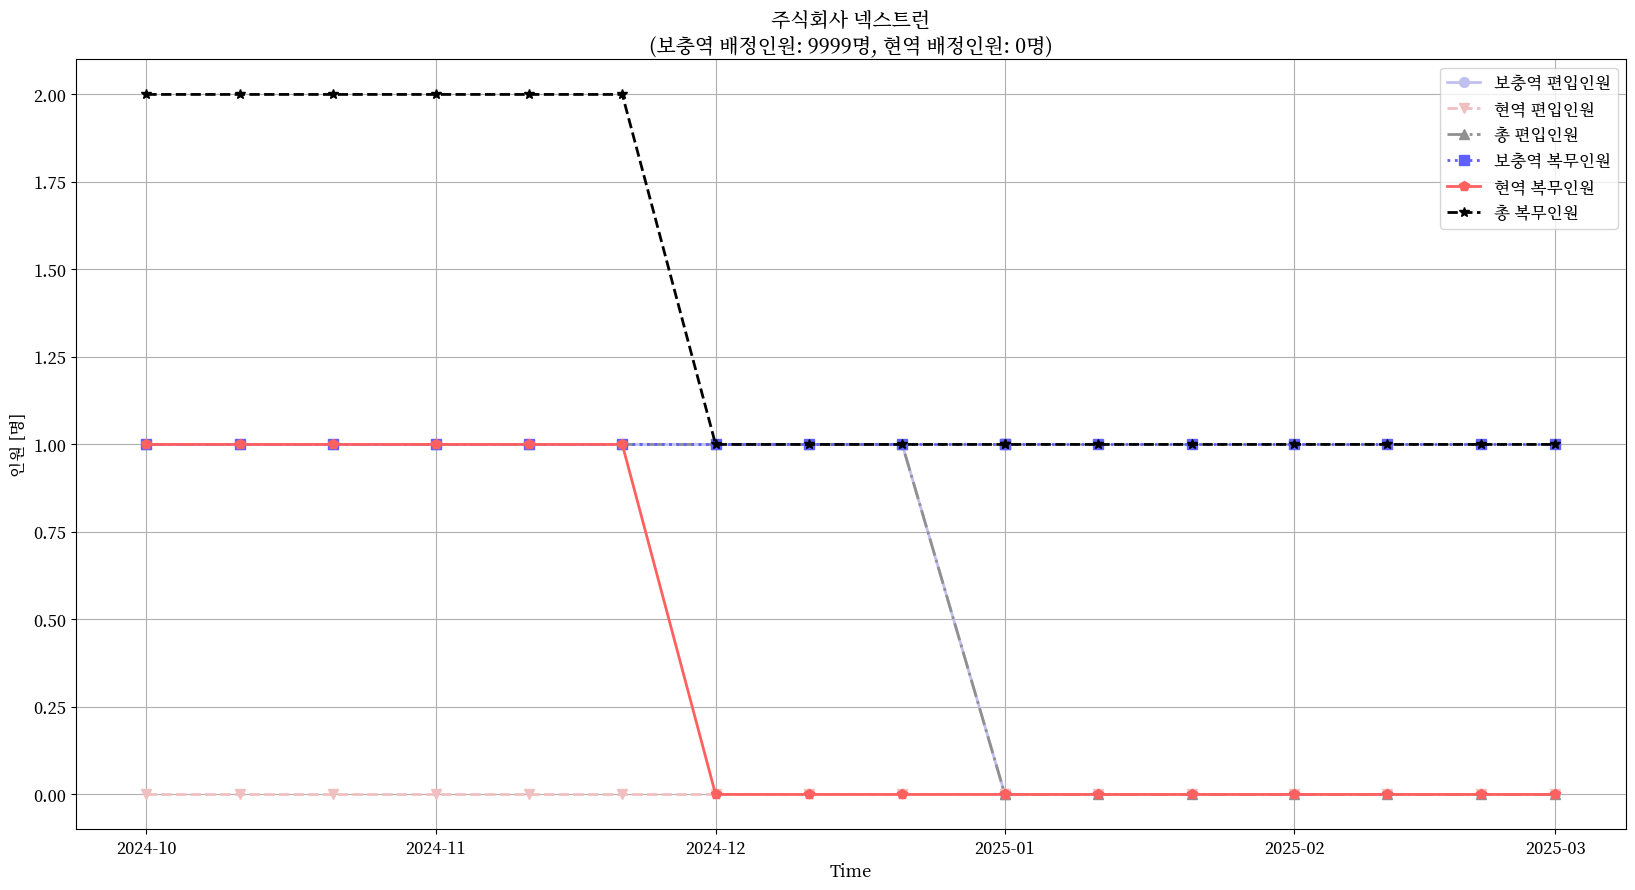 주식회사 넥스트런
(보충역 배정인원: 9999명, 현역 배정인원: 0명)
보충역 편입인원
현역 편입인원
총 편입인원
보충역 복무인원
현역 복무인원
총 복무인원
2.00
1.75
1.50
1.25
1.00
0.75
0.50
0.25
0.00
인원 [명]
2024-10
2024-11
2024-12
2025-01
2025-02
2025-03
Time